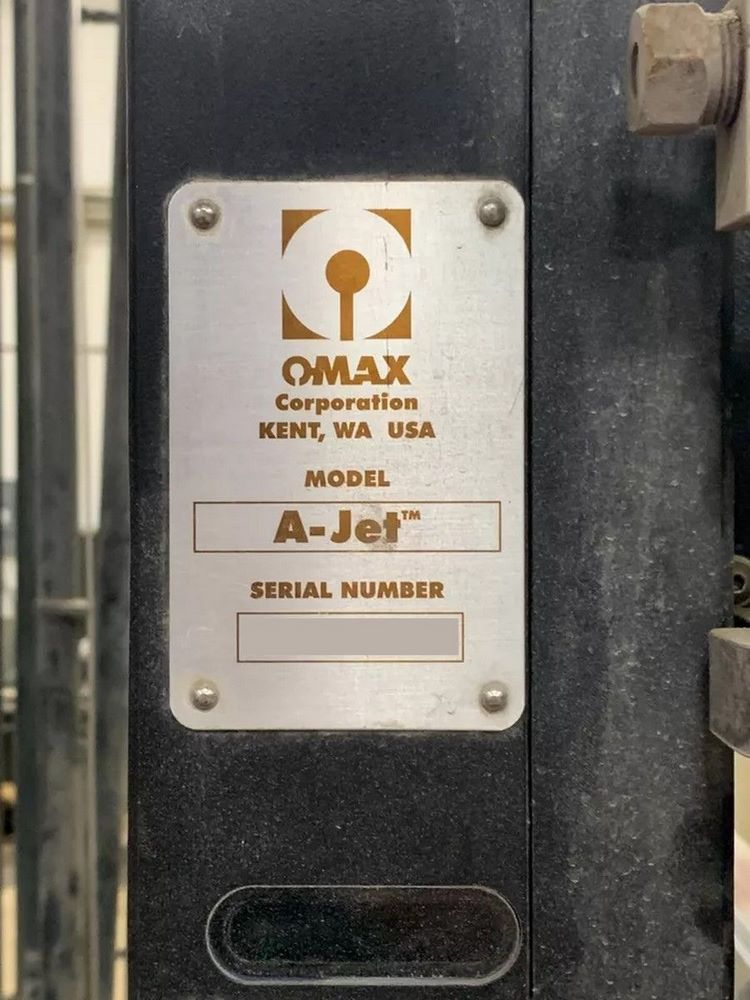 OMAX
Corporation
KENT, WA USA
MODEL
A-Jet™
SERIAL NUMBER